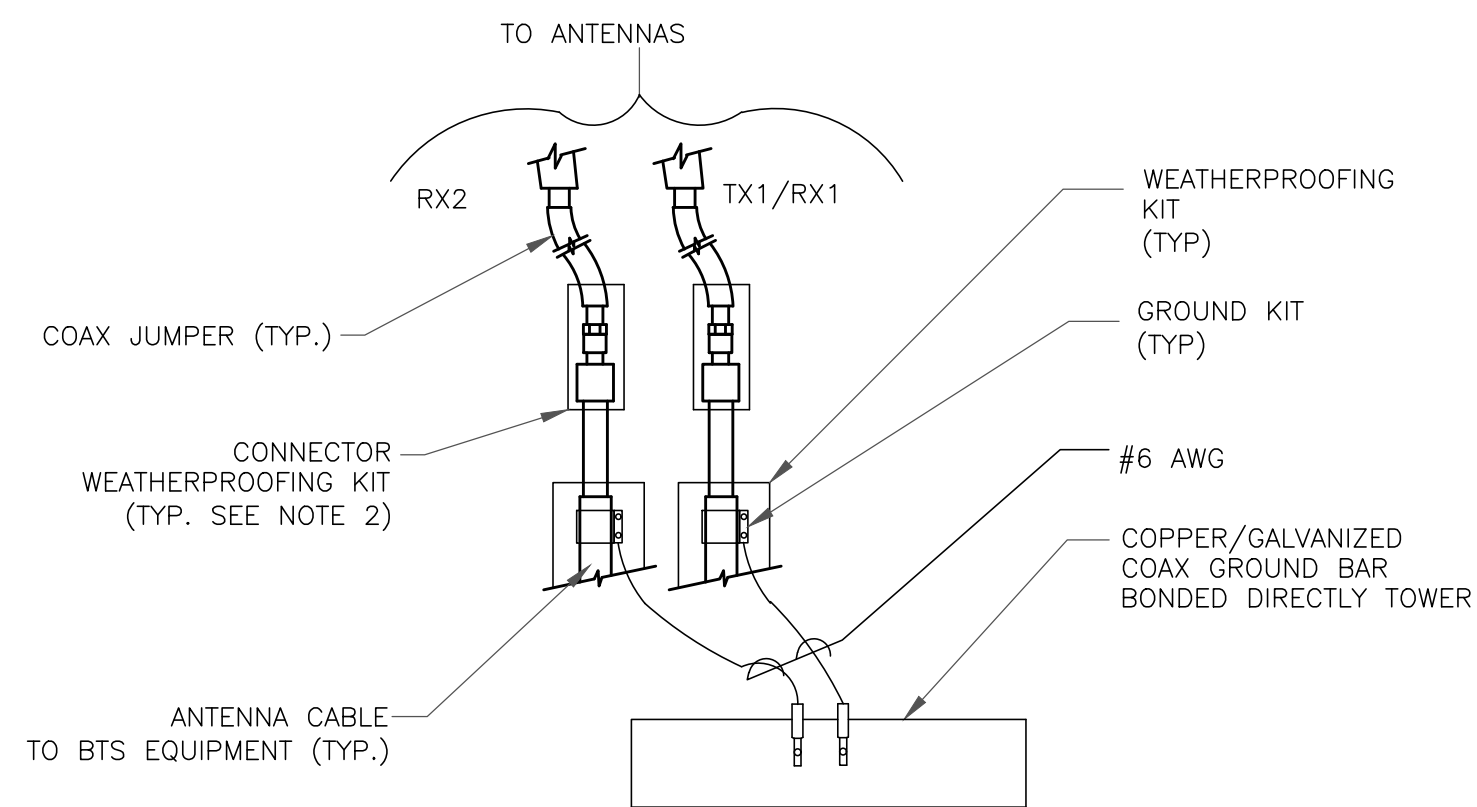 TO ANTENNAS
RX2
TX1/RX1
WEATHERPROOFING
KIT
(TYP)
GROUND KIT
(TYP)
COAX JUMPER (TYP.)
CONNECTOR
WEATHERPROOFING KIT
(TYP. SEE NOTE 2)
#6 AWG
COPPER/GALVANIZED
COAX GROUND BAR
BONDED DIRECTLY TOWER
ANTENNA CABLE
TO BTS EQUIPMENT (TYP.)